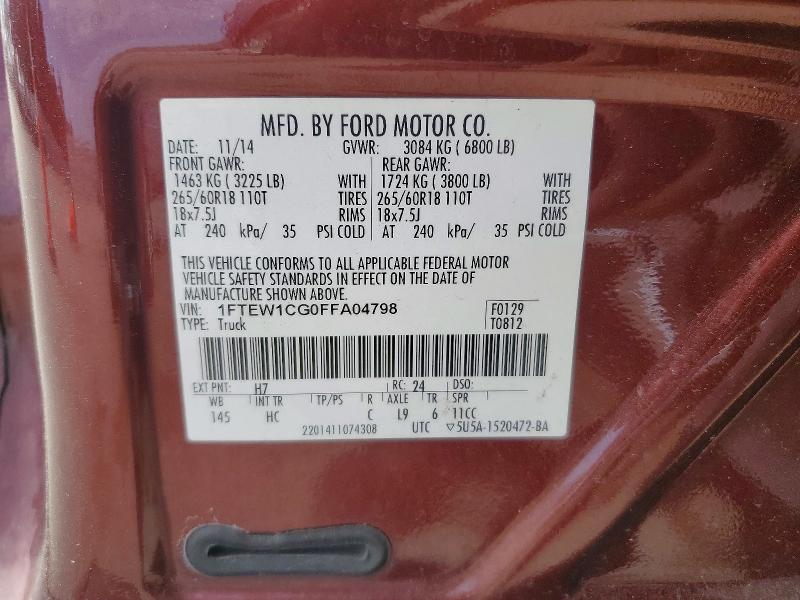 MFD. BY FORD MOTOR CO.
DATE: 11/14 GVWR: 3084 KG ( 6800 LB)
FRONT GAWR: REAR GAWR:
1463 KG ( 3225 LB) WITH 1724 KG ( 3800 LB) WITH
265/60R18 110T TIRES 265/60R18 110T TIRES
18x7.5J RIMS 18x7.5J RIMS
AT 240 kPa/ 35 PSI COLD AT 240 kPa/ 35 PSI COLD
THIS VEHICLE CONFORMS TO ALL APPLICABLE FEDERAL MOTOR
VEHICLE SAFETY STANDARDS IN EFFECT ON THE DATE OF
MANUFACTURE SHOWN ABOVE.
VIN: 1FTEW1CG0FFA04798 F0129
TYPE: Truck T0812
EXT PNT: H7 RC: 24 DSO:
WB INT TR TP/PS R AXLE TR SPR
145 HC C L9 6 11CC
2201411074308 UTC ▽5U5A-1520472-BA